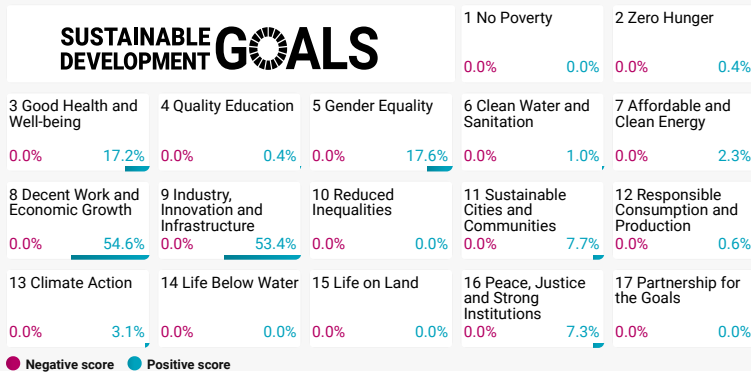 SUSTAINABLE
DEVELOPMENT
GOALS
1 No Poverty
0.0% 0.0%
2 Zero Hunger
0.0% 0.4%
3 Good Health and
Well-being
0.0% 17.2%
4 Quality Education
0.0% 0.4%
5 Gender Equality
0.0% 17.6%
6 Clean Water and
Sanitation
0.0% 1.0%
7 Affordable and
Clean Energy
0.0% 2.3%
8 Decent Work and
Economic Growth
0.0% 54.6%
9 Industry,
Innovation and
Infrastructure
0.0% 53.4%
10 Reduced
Inequalities
0.0% 0.0%
11 Sustainable
Cities and
Communities
0.0% 7.7%
12 Responsible
Consumption and
Production
0.0% 0.6%
13 Climate Action
0.0% 3.1%
14 Life Below Water
0.0% 0.0%
15 Life on Land
0.0% 0.0%
16 Peace, Justice
and Strong
Institutions
0.0% 7.3%
17 Partnership for
the Goals
0.0% 0.0%
Negative score Positive score